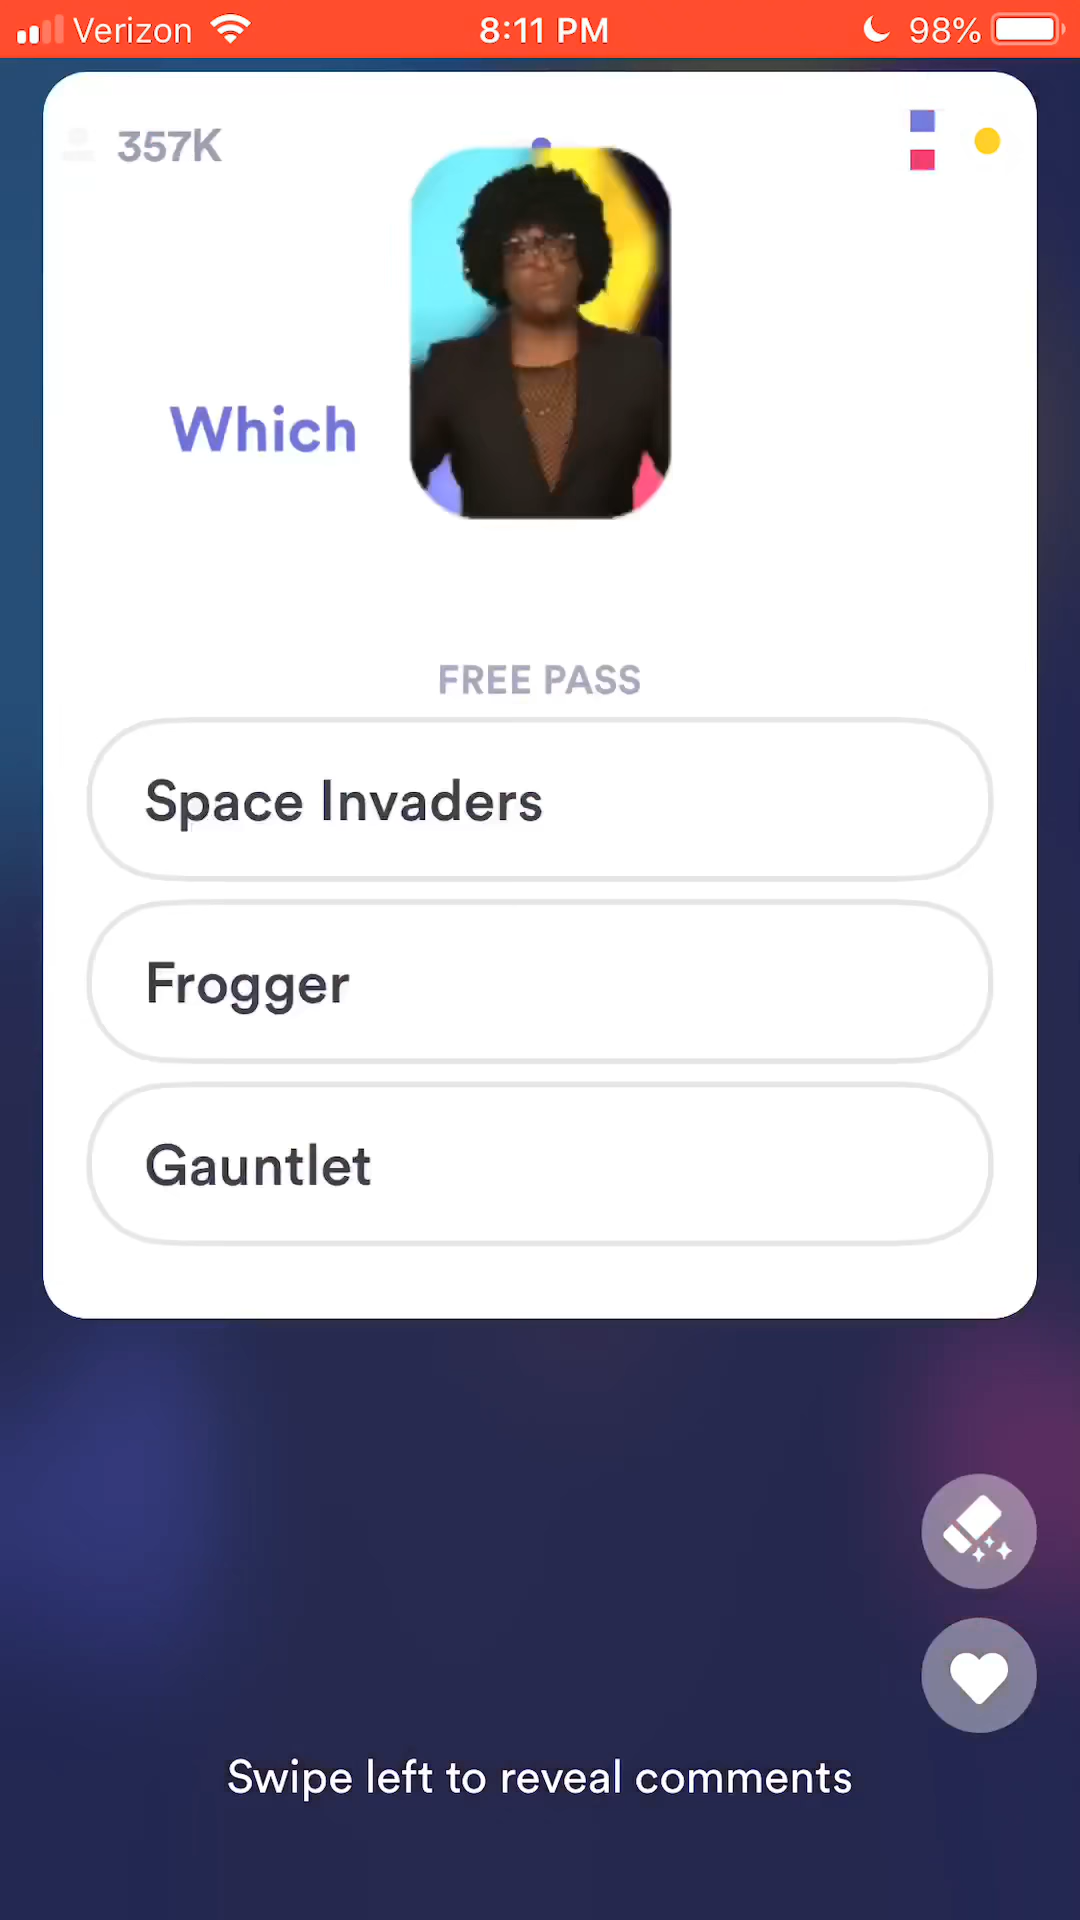 Verizon 8:11 PM 98%
357K
Which
FREE PASS
Space Invaders
Frogger
Gauntlet
Swipe left to reveal comments